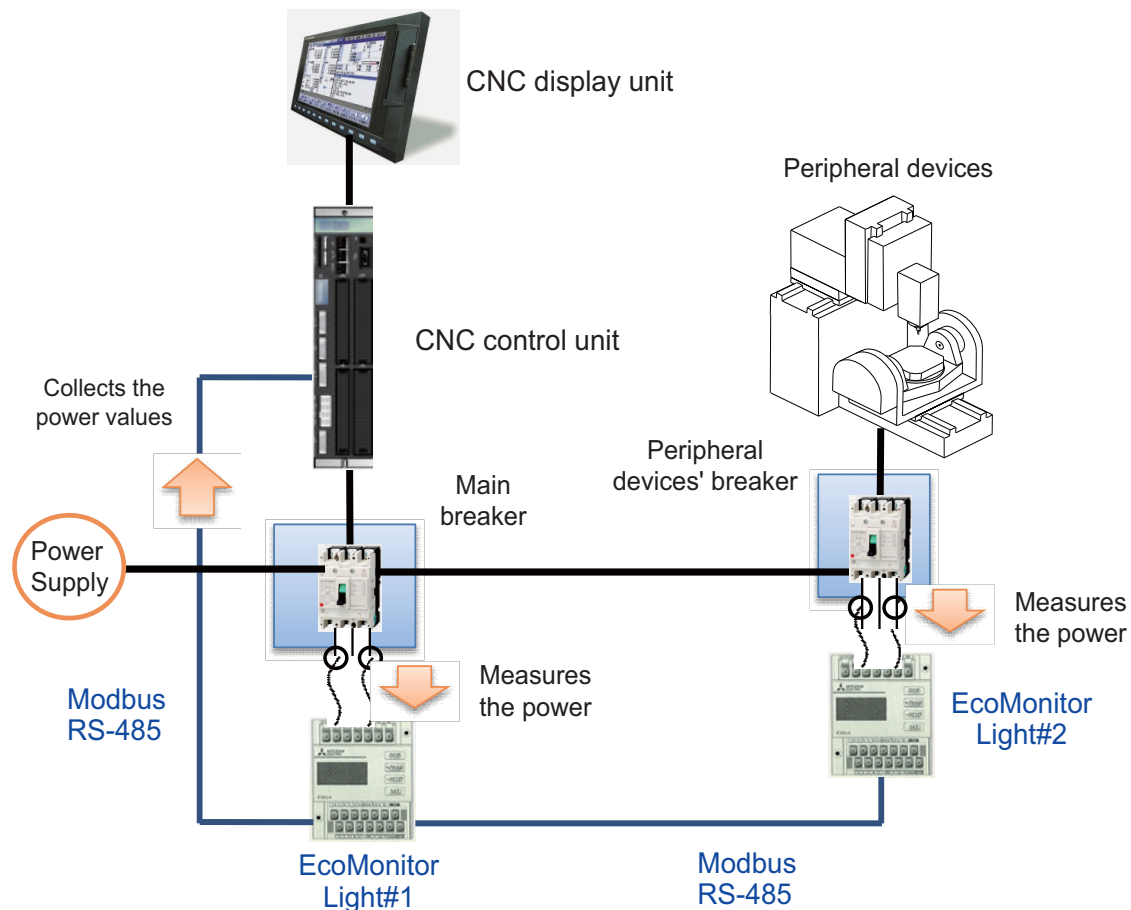 CNC display unit
Peripheral devices
CNC control unit
Collects the
power values
Peripheral
devices' breaker
Main
breaker
Power
Supply
Measures
the power
Measures
the power
Modbus
RS-485
EcoMonitor
Light#2
EcoMonitor
Light#1
Modbus
RS-485